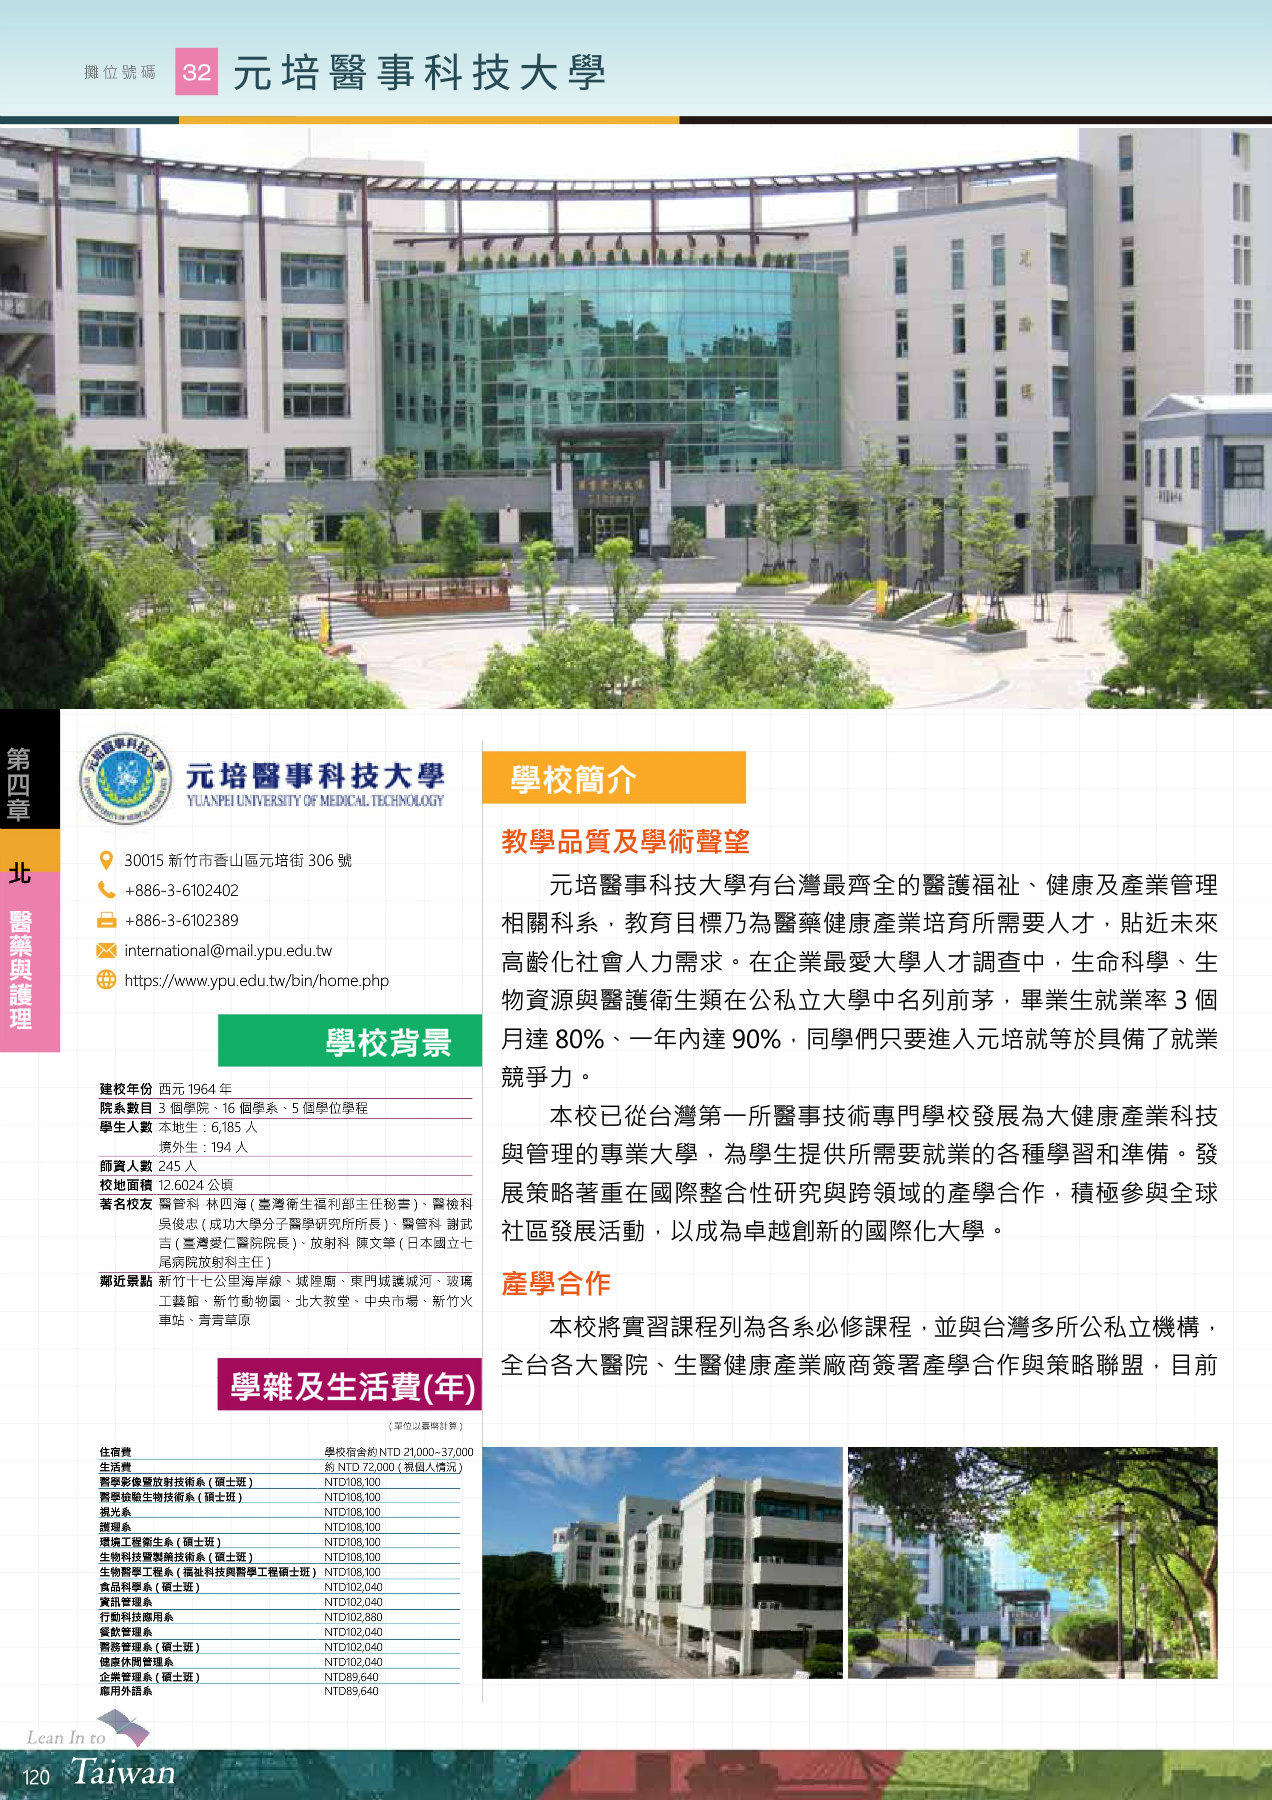 攤位號碼 32 元培醫事科技大學
元培醫事科技大學
YUANPEI UNIVERSITY OF MEDICAL TECHNOLOGY
30015 新竹市香山區元培街 306 號
+886-3-6102402
+886-3-6102389
international@mail.ypu.edu.tw
https://www.ypu.edu.tw/bin/home.php
第四章
北
醫藥與護理
學校背景
建校年份 西元 1964 年
院系數目 3 個學院、16 個學系、5 個學位學程
學生人數 本地生：6,185 人
境外生：194 人
師資人數 245 人
校地面積 12.6024 公頃
著名校友 醫管科 林四海 ( 臺灣衛生福利部主任秘書 )、醫檢科
吳俊忠 ( 成功大學分子醫學研究所所長 )、醫管科 謝武
吉 ( 臺灣愛仁醫院院長 )、放射科 陳文華 ( 日本國立七
尾病院放射科主任 )
鄰近景點 新竹十七公里海岸線、城隍廟、東門城護城河、玻璃
工藝館、新竹動物園、北大教堂、中央市場、新竹火
車站、青青草原
學雜及生活費(年)
( 單位以臺幣計算 )
住宿費 學校宿舍約 NTD 21,000~37,000
生活費 約 NTD 72,000 ( 視個人情況 )
醫學影像暨放射技術系 ( 碩士班 ) NTD108,100
醫學檢驗生物技術系 ( 碩士班 ) NTD108,100
視光系 NTD108,100
護理系 NTD108,100
環境工程衛生系 ( 碩士班 ) NTD108,100
生物科技暨製藥技術系 ( 碩士班 ) NTD108,100
生物醫學工程系 ( 福祉科技與醫學工程碩士班 ) NTD108,100
食品科學系 ( 碩士班 ) NTD102,040
資訊管理系 NTD102,040
行動科技應用系 NTD102,880
餐飲管理系 NTD102,040
醫務管理系 ( 碩士班 ) NTD102,040
健康休閒管理系 NTD102,040
企業管理系 ( 碩士班 ) NTD89,640
應用外語系 NTD89,640
學校簡介
教學品質及學術聲望
元培醫事科技大學有台灣最齊全的醫護福祉、健康及產業管理
相關科系，教育目標乃為醫藥健康產業培育所需要人才，貼近未來
高齡化社會人力需求。在企業最愛大學人才調查中，生命科學、生
物資源與醫護衛生類在公私立大學中名列前茅，畢業生就業率 3 個
月達 80%、一年內達 90%，同學們只要進入元培就等於具備了就業
競爭力。
本校已從台灣第一所醫事技術專門學校發展為大健康產業科技
與管理的專業大學，為學生提供所需要就業的各種學習和準備。發
展策略著重在國際整合性研究與跨領域的產學合作，積極參與全球
社區發展活動，以成為卓越創新的國際化大學。
產學合作
本校將實習課程列為各系必修課程，並與台灣多所公私立機構，
全台各大醫院、生醫健康產業廠商簽署產學合作與策略聯盟，目前
Lean In to
120 Taiwan